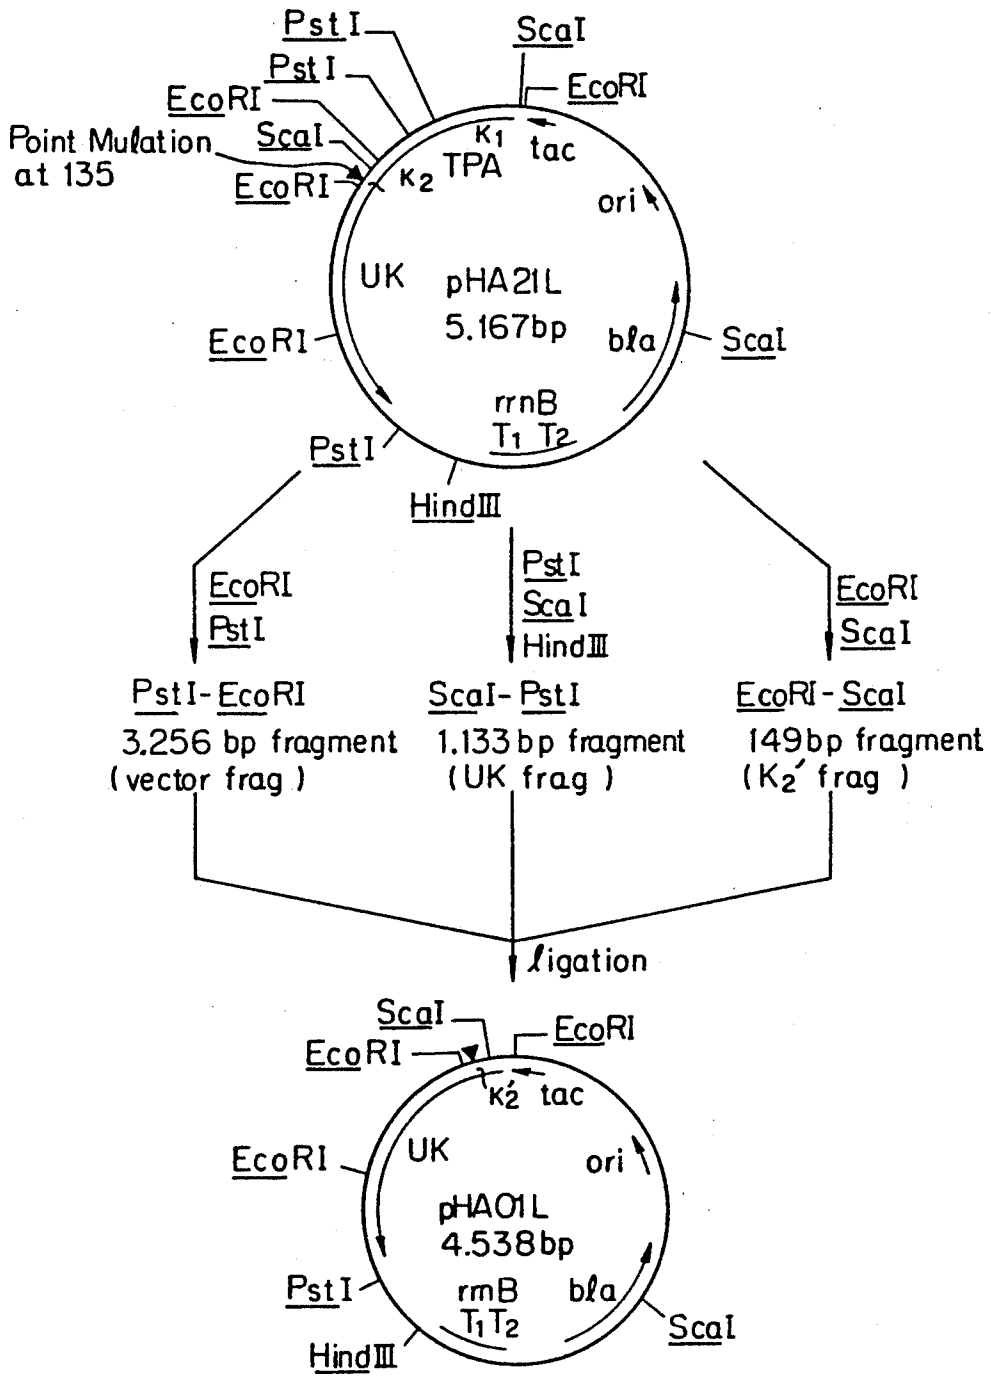 PstI
ScaI
PstI
EcoRI
EcoRI
Point Mulation
at 135
ScaI
EcoRI
K1
tac
K2
TPA
ori
UK
pHA21L
5.167bp
bla
ScaI
EcoRI
rrnB
T1 T2
PstI
HindIII
EcoRI
PstI
PstI
ScaI
HindIII
EcoRI
ScaI
PstI-EcoRI
3.256 bp fragment
(vector frag)
ScaI-PstI
1.133 bp fragment
(UK frag)
EcoRI-ScaI
149bp fragment
(K2' frag)
ligation
ScaI
EcoRI
EcoRI
K2'
tac
EcoRI
UK
ori
pHA01L
4.538bp
PstI
rmB
T1T2
bla
ScaI
HindIII